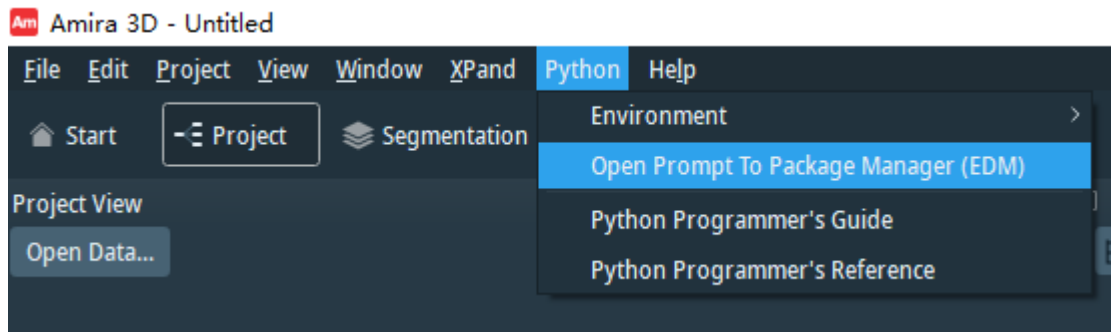 Am Amira 3D - Untitled
File Edit Project View Window XPand Python Help
Start Project Segmentation
Environment
Open Prompt To Package Manager (EDM)
Python Programmer's Guide
Python Programmer's Reference
Project View
Open Data...